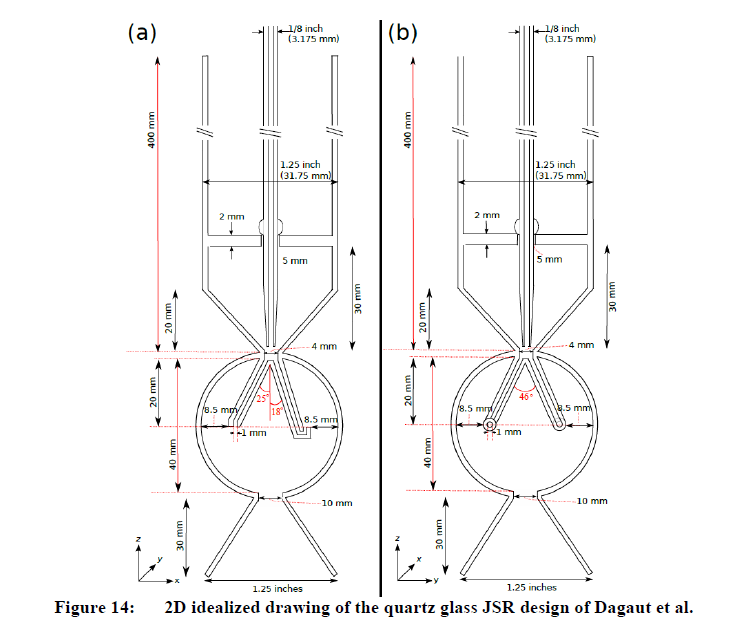 (a)
1/8 inch
(3.175 mm)
400 mm
1.25 inch
(31.75 mm)
2 mm
5 mm
30 mm
20 mm
4 mm
20 mm
25°
18°
8.5 mm
8.5 mm
1 mm
40 mm
10 mm
30 mm
z
y
x
1.25 inches
(b)
1/8 inch
(3.175 mm)
400 mm
1.25 inch
(31.75 mm)
2 mm
5 mm
30 mm
20 mm
4 mm
20 mm
46°
8.5 mm
8.5 mm
1 mm
40 mm
10 mm
30 mm
z
x
y
1.25 inches
Figure 14: 2D idealized drawing of the quartz glass JSR design of Dagaut et al.